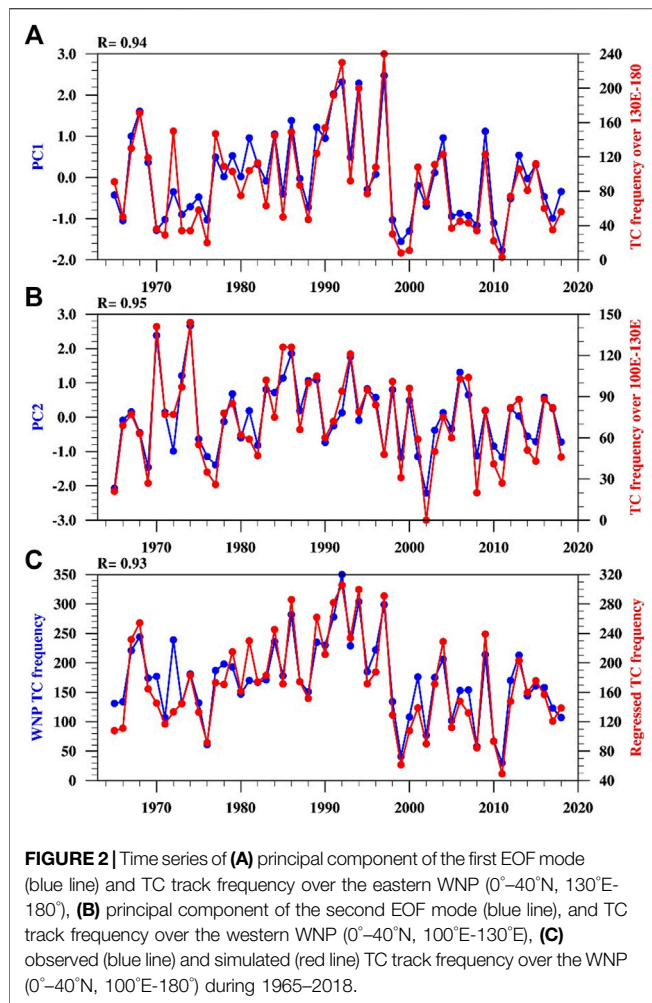 A
R= 0.94
3.0
2.0
1.0
0.0
-1.0
-2.0
PC1
240
200
160
120
80
40
0
TC frequency over 130E-180
1970 1980 1990 2000 2010 2020
B
R= 0.95
3.0
2.0
1.0
0.0
-1.0
-2.0
-3.0
PC2
150
120
90
60
30
0
TC frequency over 100E-130E
1970 1980 1990 2000 2010 2020
C
R= 0.93
350
300
250
200
150
100
50
0
WNP TC frequency
320
280
240
200
160
120
80
40
Regressed TC frequency
1970 1980 1990 2000 2010 2020
FIGURE 2 | Time series of (A) principal component of the first EOF mode
(blue line) and TC track frequency over the eastern WNP (0°–40°N, 130°E-
180°), (B) principal component of the second EOF mode (blue line), and TC
track frequency over the western WNP (0°–40°N, 100°E-130°E), (C)
observed (blue line) and simulated (red line) TC track frequency over the WNP
(0°–40°N, 100°E-180°) during 1965–2018.